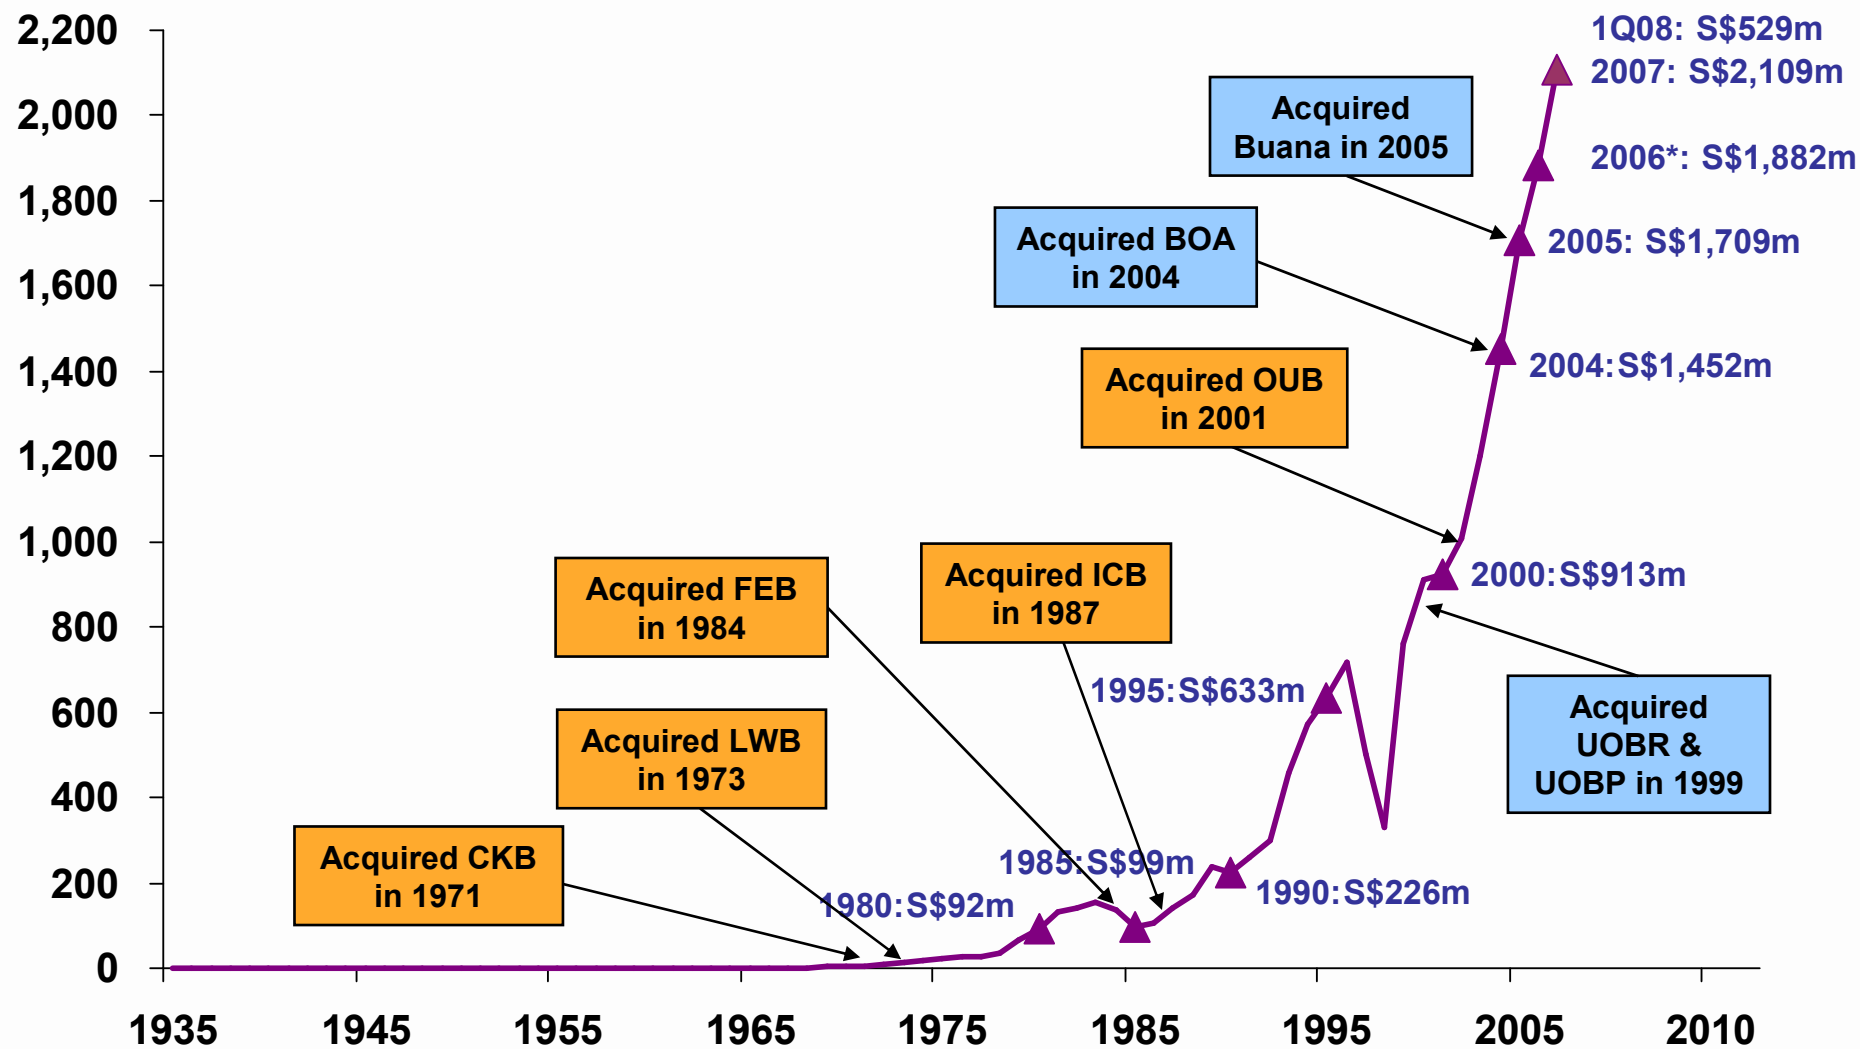 2,200
2,000
1,800
1,600
1,400
1,200
1,000
800
600
400
200
0
1935
1945
1955
1965
1975
1985
1995
2005
2010
1Q08: S$529m
2007: S$2,109m
2006*: S$1,882m
2005: S$1,709m
2004:S$1,452m
2000:S$913m
1995:S$633m
1990:S$226m
1985:S$99m
1980:S$92m
Acquired
Buana in 2005
Acquired BOA
in 2004
Acquired OUB
in 2001
Acquired
UOBR &
UOBP in 1999
Acquired ICB
in 1987
Acquired FEB
in 1984
Acquired LWB
in 1973
Acquired CKB
in 1971